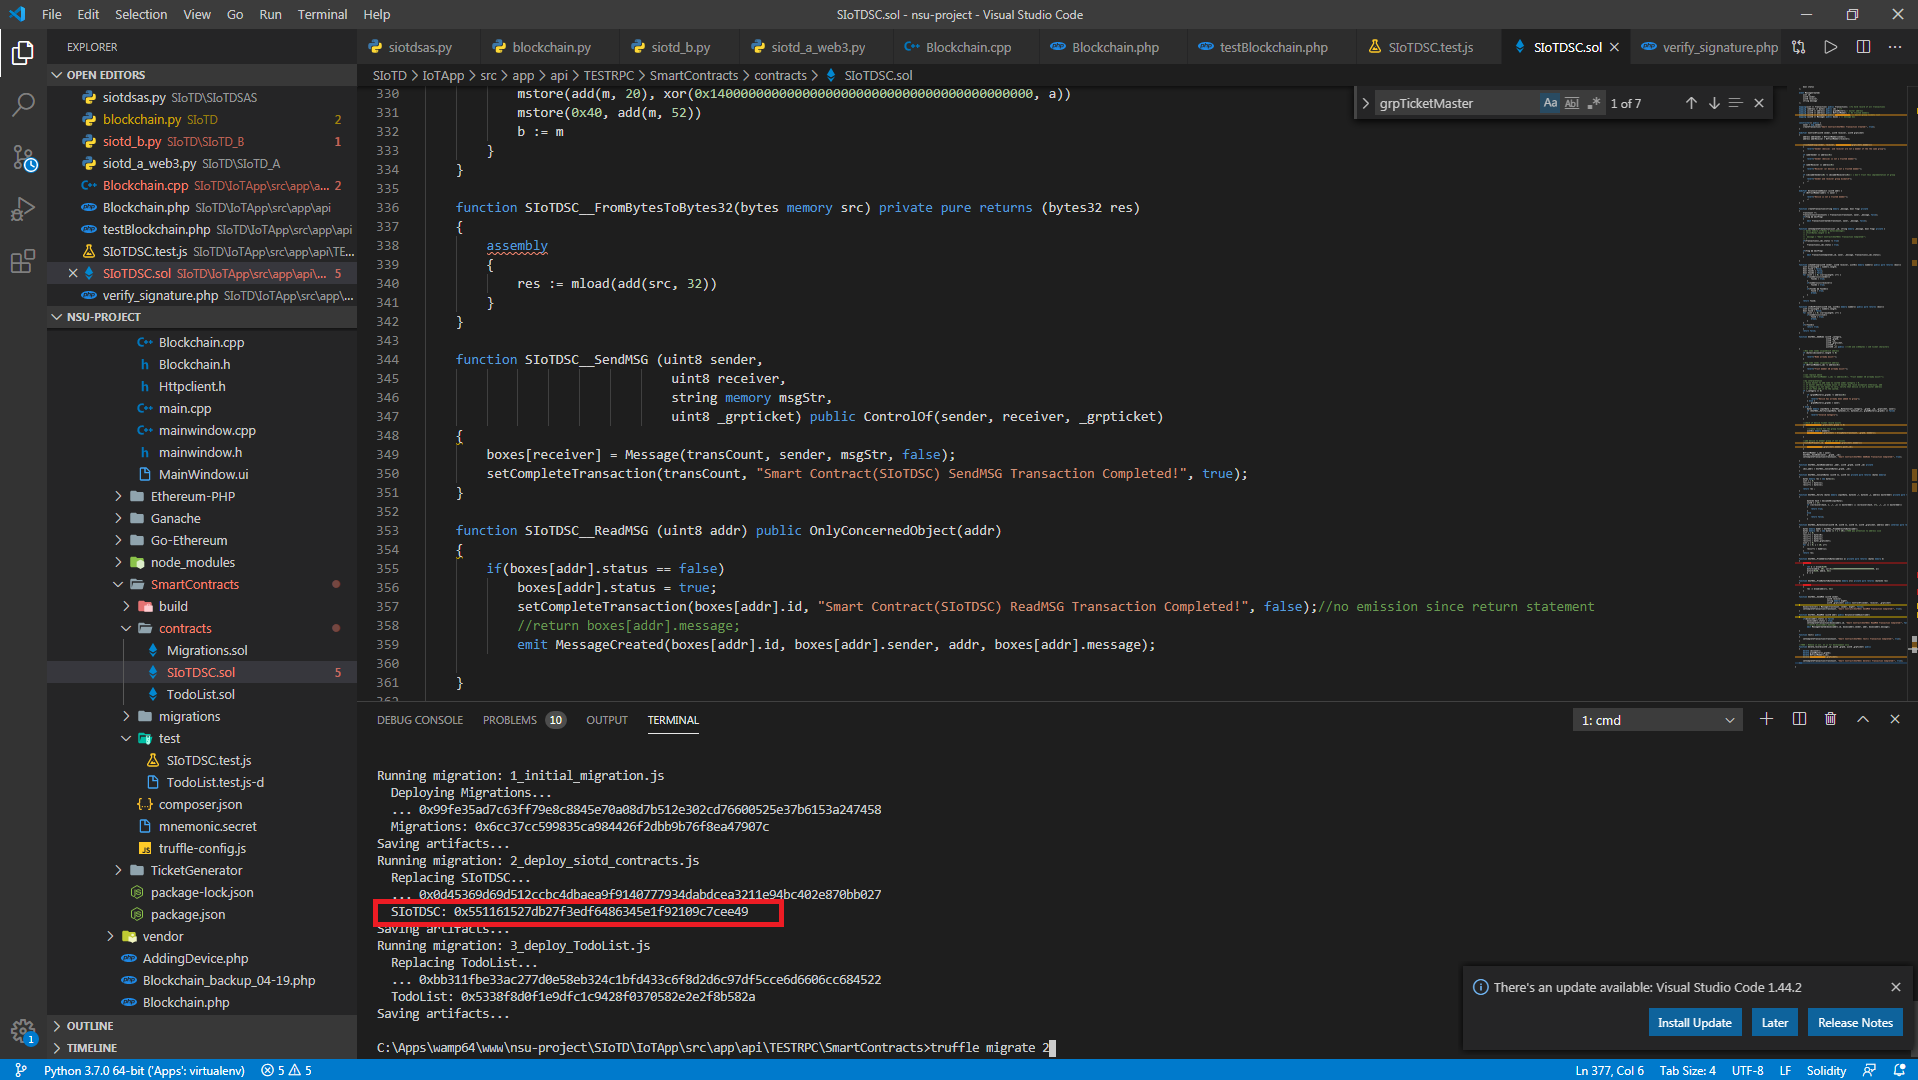 File Edit Selection View Go Run Terminal Help
SIoTDSC.sol - nsu-project - Visual Studio Code
EXPLORER
OPEN EDITORS
siotdsas.py SIoTD\SIoTDSAS
blockchain.py SIoTD 2
siotd_b.py SIoTD\SIoTD_B 1
siotd_a_web3.py SIoTD\SIoTD_A
Blockchain.cpp SIoTD\IoTApp\src\app\a... 2
Blockchain.php SIoTD\IoTApp\src\app\api
testBlockchain.php SIoTD\IoTApp\src\app\api
SIoTDSC.test.js SIoTD\IoTApp\src\app\api\TE...
SIoTDSC.sol SIoTD\IoTApp\src\app\api\... 5
verify_signature.php SIoTD\IoTApp\src\app\...
NSU-PROJECT
Blockchain.cpp
Blockchain.h
Httpclient.h
main.cpp
mainwindow.cpp
mainwindow.h
MainWindow.ui
Ethereum-PHP
Ganache
Go-Ethereum
node_modules
SmartContracts
build
contracts
Migrations.sol
SIoTDSC.sol 5
TodoList.sol
migrations
test
SIoTDSC.test.js
TodoList.test.js-d
composer.json
mnemonic.secret
truffle-config.js
TicketGenerator
package-lock.json
package.json
vendor
AddingDevice.php
Blockchain_backup_04-19.php
Blockchain.php
OUTLINE
TIMELINE
siotdsas.py blockchain.py siotd_b.py siotd_a_web3.py Blockchain.cpp Blockchain.php testBlockchain.php SIoTDSC.test.js SIoTDSC.sol verify_signature.php
SIoTD > IoTApp > src > app > api > TESTRPC > SmartContracts > contracts > SIoTDSC.sol
grpTicketMaster Aa Abl .* 1 of 7
330 mstore(add(m, 20), xor(0x140000000000000000000000000000000000000000, a))
331 mstore(0x40, add(m, 52))
332 b := m
333 }
334 }
335
336 function SIoTDSC__FromBytesToBytes32(bytes memory src) private pure returns (bytes32 res)
337 {
338 assembly
339 {
340 res := mload(add(src, 32))
341 }
342 }
343
344 function SIoTDSC__SendMSG (uint8 sender,
345 uint8 receiver,
346 string memory msgStr,
347 uint8 _grpticket) public ControlOf(sender, receiver, _grpticket)
348 {
349 boxes[receiver] = Message(transCount, sender, msgStr, false);
350 setCompleteTransaction(transCount, "Smart Contract(SIoTDSC) SendMSG Transaction Completed!", true);
351 }
352
353 function SIoTDSC__ReadMSG (uint8 addr) public OnlyConcernedObject(addr)
354 {
355 if(boxes[addr].status == false)
356 boxes[addr].status = true;
357 setCompleteTransaction(boxes[addr].id, "Smart Contract(SIoTDSC) ReadMSG Transaction Completed!", false);//no emission since return statement
358 //return boxes[addr].message;
359 emit MessageCreated(boxes[addr].id, boxes[addr].sender, addr, boxes[addr].message);
360
361 }
362
DEBUG CONSOLE PROBLEMS 10 OUTPUT TERMINAL
1: cmd
Running migration: 1_initial_migration.js
Deploying Migrations...
... 0x99fe35ad7c63ff79e8c8845e70a08d7b512e302cd76600525e37b6153a247458
Migrations: 0x6cc37cc599835ca984426f2dbb9b76f8ea47907c
Saving artifacts...
Running migration: 2_deploy_siotd_contracts.js
Replacing SIoTDSC...
... 0x0d45369d69d512ccbc4dbaea9f9140777934dabdcea3211e94bc402e870bb027
SIoTDSC: 0x551161527db27f3edf6486345e1f92109c7cee49
Saving artifacts...
Running migration: 3_deploy_TodoList.js
Replacing TodoList...
... 0xbb311fbe33ac277d0e58eb324c1bfd433c6f8d2d6c97df5cce6d6606cc684522
TodoList: 0x5338f8d0f1e9dfc1c9428f0370582e2e2f8b582a
Saving artifacts...
C:\Apps\wamp64\www\nsu-project\SIoTD\IoTApp\src\app\api\TESTRPC\SmartContracts>truffle migrate 2
There's an update available: Visual Studio Code 1.44.2
Install Update Later Release Notes
1
Python 3.7.0 64-bit ('Apps': virtualenv) 5 5
Ln 377, Col 6 Tab Size: 4 UTF-8 LF Solidity